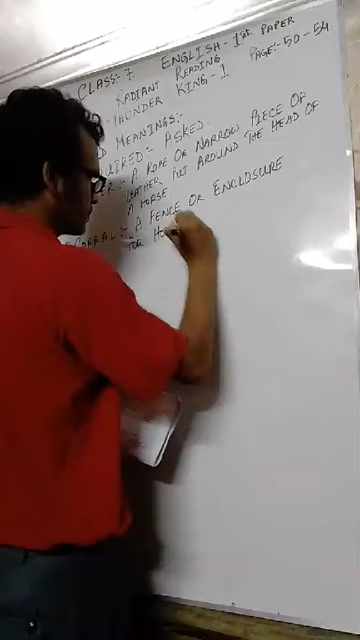 CLASS:- 7 ENGLISH - 1ST PAPER
RADIANT READING PAGE:- 50 - 54
THUNDER KING - 1
MEANINGS:-
ASKED
:- A ROPE OR NARROW PIECE OF
LEATHER PUT AROUND THE HEAD OF
A HORSE
CORRAL :- A FENCE OR ENCLOSURE
FOR